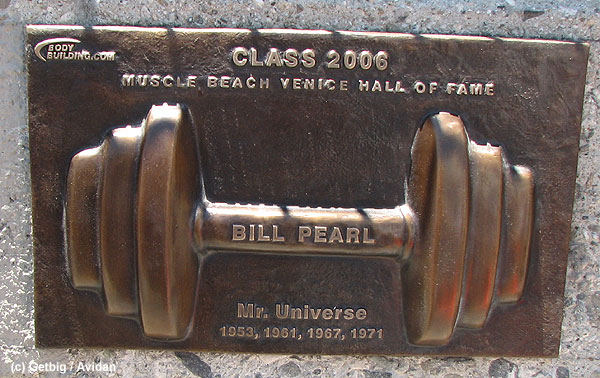 BODY
BUILDING.COM
CLASS 2006
MUSCLE BEACH VENICE HALL OF FAME
BILL PEARL
Mr. Universe
1953, 1961, 1967, 1971
(c) Getbig / Avidan